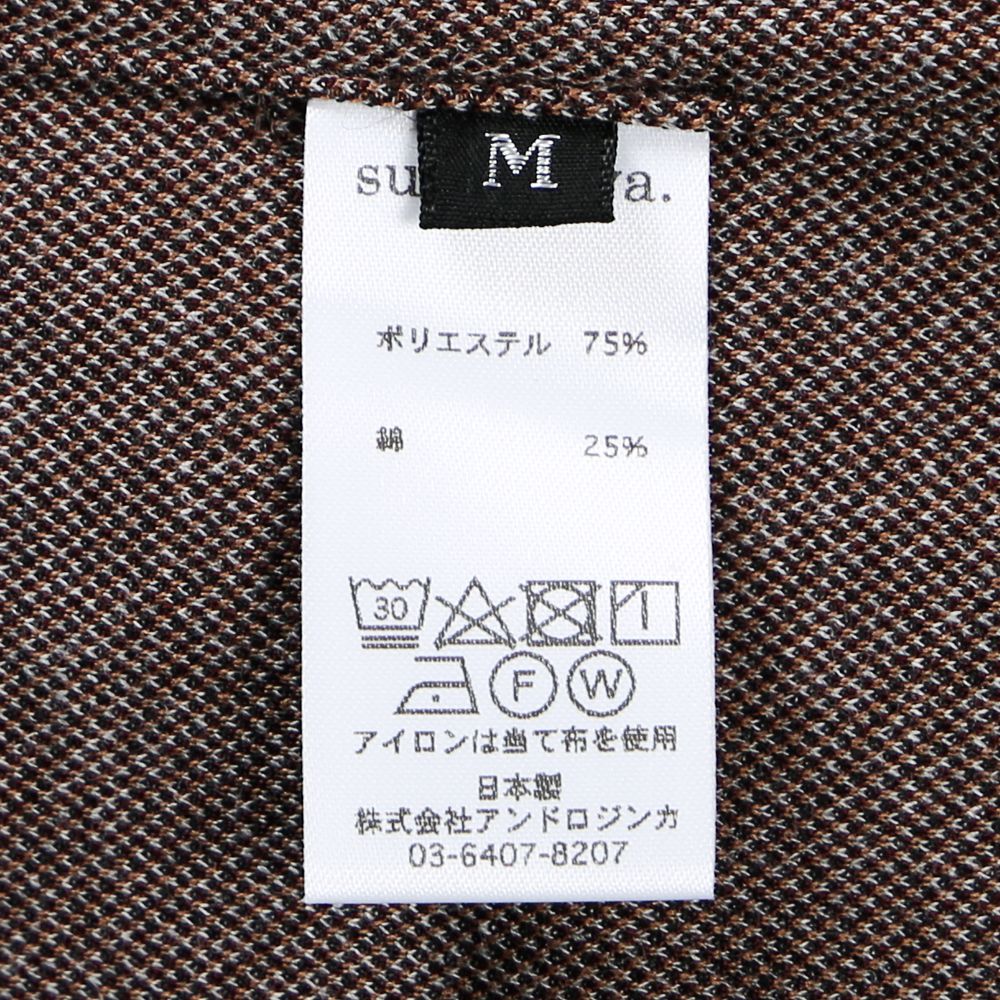 M
ポリエステル 75%
綿 25%
30
F W
アイロンは当て布を使用
日本製
株式会社アンドロジンカ
03-6407-8207